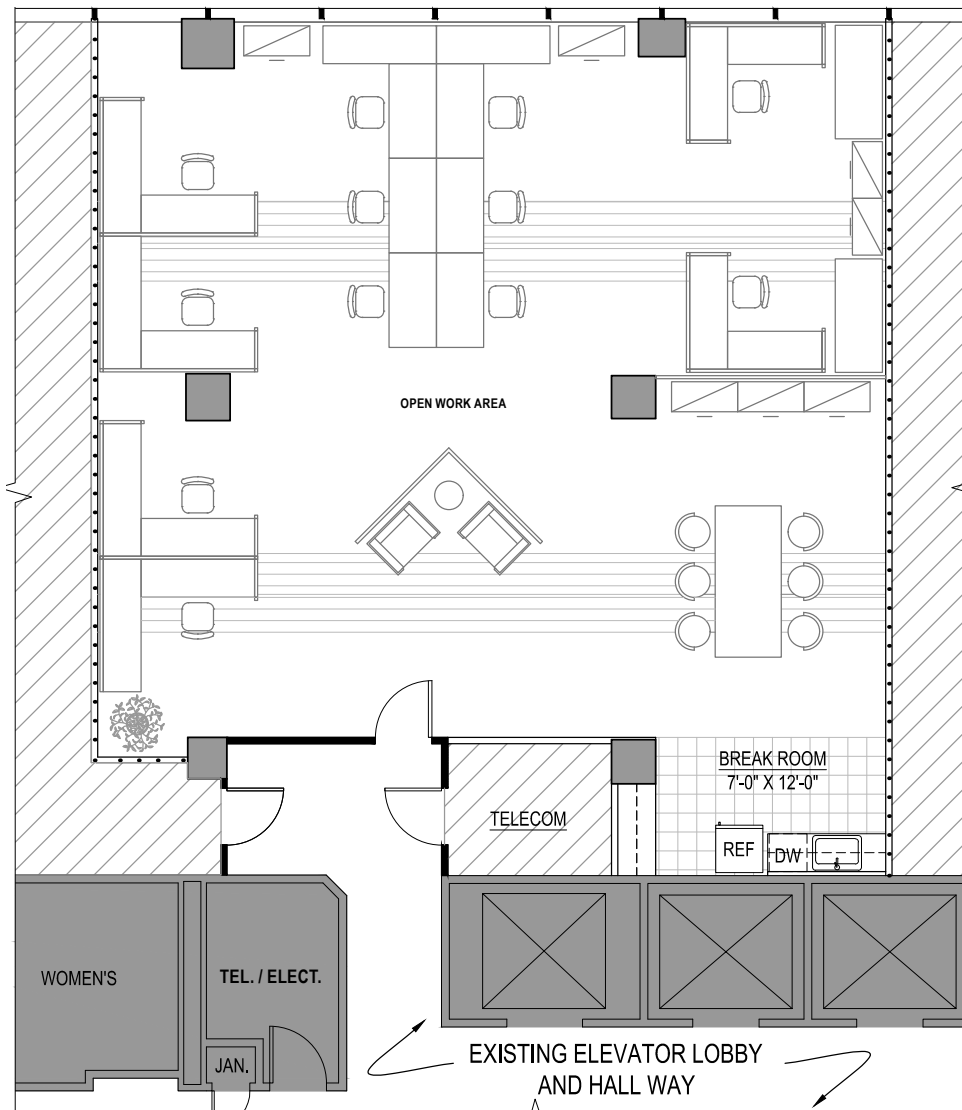 OPEN WORK AREA
BREAK ROOM
7'-0" X 12'-0"
TELECOM
REF
DW
WOMEN'S
TEL. / ELECT.
JAN.
EXISTING ELEVATOR LOBBY
AND HALL WAY